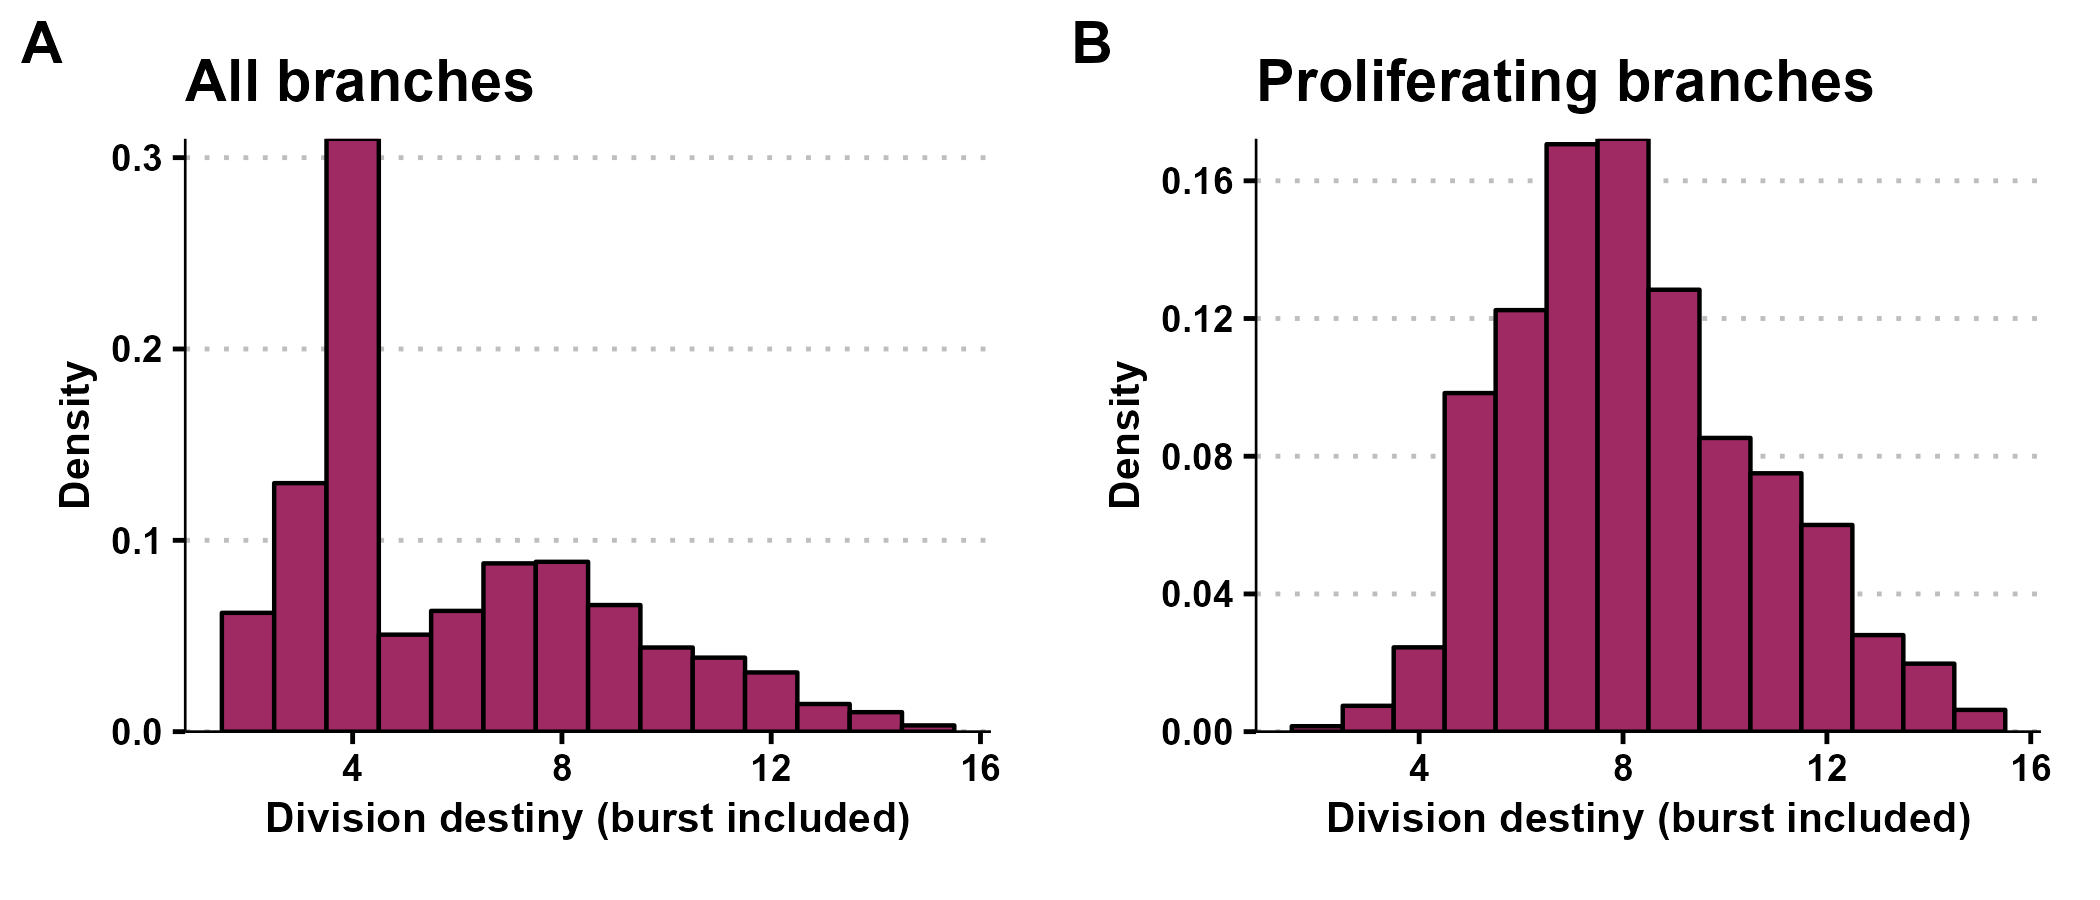 A
All branches
0.3
0.2
0.1
0.0
Density
4 8 12 16
Division destiny (burst included)
B
Proliferating branches
0.16
0.12
0.08
0.04
0.00
Density
4 8 12 16
Division destiny (burst included)